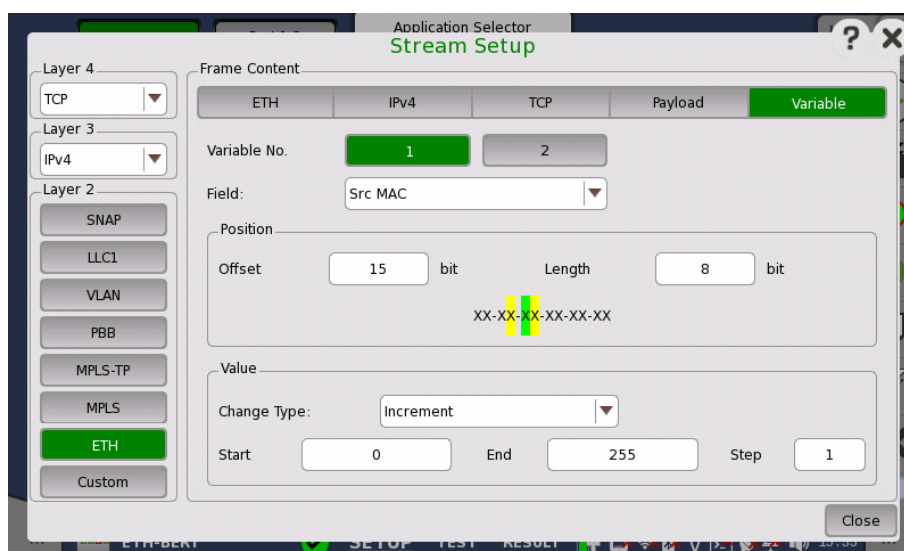 Application Selector
Stream Setup
?
Layer 4
Frame Content
TCP
ETH IPv4 TCP Payload Variable
Layer 3
IPv4
Variable No. 1 2
Layer 2
Field: Src MAC
SNAP
Position
LLC1
Offset 15 bit Length 8 bit
VLAN
XX-XX-XX-XX-XX-XX
PBB
MPLS-TP
Value
MPLS
Change Type: Increment
ETH
Start 0 End 255 Step 1
Custom
Close
ETH-BERT SETUP TEST RESULT